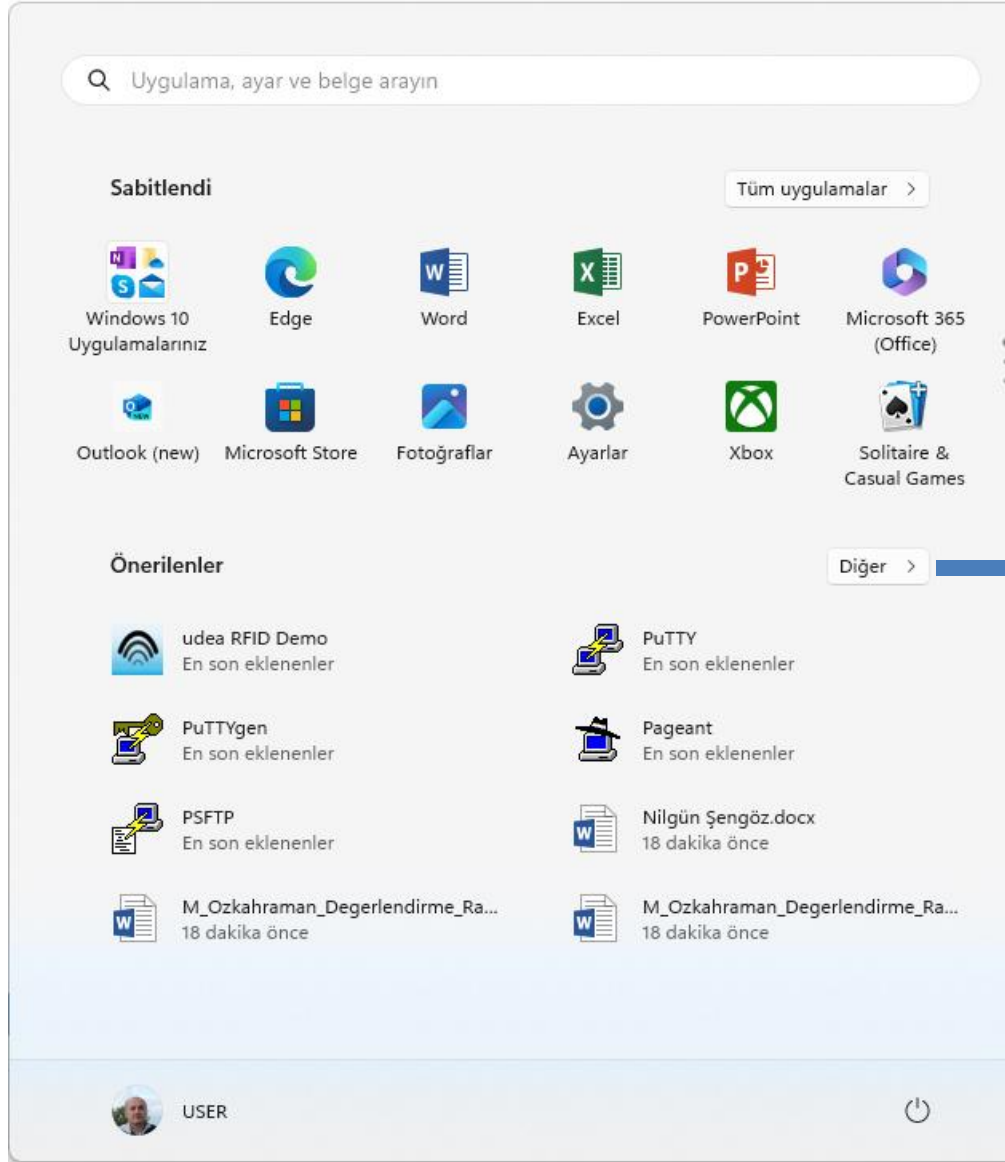 Uygulama, ayar ve belge arayın
Sabitlendi
Tüm uygulamalar
Windows 10
Uygulamalarınız
Edge
Word
Excel
PowerPoint
Microsoft 365
(Office)
Outlook (new)
Microsoft Store
Fotoğraflar
Ayarlar
Xbox
Solitaire &
Casual Games
Önerilenler
Diğer
udea RFID Demo
En son eklenenler
PuTTY
En son eklenenler
PuTTYgen
En son eklenenler
Pageant
En son eklenenler
PSFTP
En son eklenenler
Nilgün Şengöz.docx
18 dakika önce
M_Ozkahraman_Degerlendirme_Ra...
18 dakika önce
M_Ozkahraman_Degerlendirme_Ra...
18 dakika önce
USER